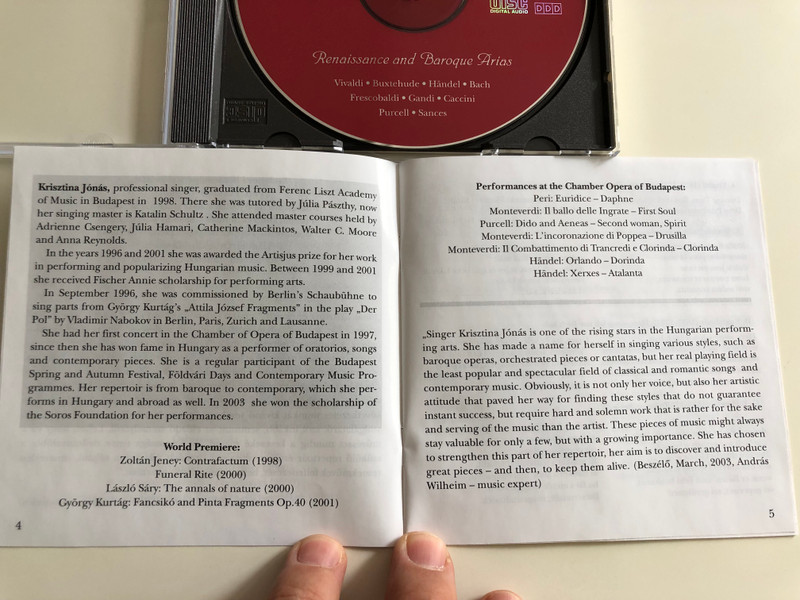 DISC
DIGITAL AUDIO
DDD
Renaissance and Baroque Arias
Vivaldi • Buxtehude • Håndel • Bach
Frescobaldi • Gandi • Caccini
Purcell • Sances
Krisztina Jónás, professional singer, graduated from Ferenc Liszt Academy
of Music in Budapest in 1998. There she was tutored by Júlia Pászthy, now
her singing master is Katalin Schultz . She attended master courses held by
Adrienne Csengery, Júlia Hamari, Catherine Mackintos, Walter C. Moore
and Anna Reynolds.
In the years 1996 and 2001 she was awarded the Artisjus prize for her work
in performing and popularizing Hungarian music. Between 1999 and 2001
she received Fischer Annie scholarship for performing arts.
In September 1996, she was commissioned by Berlin's Schaubühne to
sing parts from György Kurtág's „Attila József Fragments" in the play „Der
Pol" by Vladimir Nabokov in Berlin, Paris, Zurich and Lausanne.
She had her first concert in the Chamber of Opera of Budapest in 1997,
since then she has won fame in Hungary as a performer of oratorios, songs
and contemporary pieces. She is a regular participant of the Budapest
Spring and Autumn Festival, Földvári Days and Contemporary Music Pro-
grammes. Her repertoire is from baroque to contemporary, which she per-
forms in Hungary and abroad as well. In 2003 she won the scholarship of
the Soros Foundation for her performances.
World Premiere:
Zoltán Jeney: Contrafactum (1998)
Funeral Rite (2000)
László Sáry: The annals of nature (2000)
György Kurtág: Fancsikó and Pinta Fragments Op.40 (2001)
4
Performances at the Chamber Opera of Budapest:
Peri: Euridice – Daphne
Monteverdi: Il ballo delle Ingrate – First Soul
Purcell: Dido and Aeneas – Second woman, Spirit
Monteverdi: L'incoronazione di Poppea – Drusilla
Monteverdi: Il Combattimento di Trancredi e Clorinda – Clorinda
Händel: Orlando – Dorinda
Händel: Xerxes – Atalanta
„Singer Krisztina Jónás is one of the rising stars in the Hungarian perform-
ing arts. She has made a name for herself in singing various styles, such as
baroque operas, orchestrated pieces or cantatas, but her real playing field is
the least popular and spectacular field of classical and romantic songs and
contemporary music. Obviously, it is not only her voice, but also her artistic
attitude that paved her way for finding these styles that do not guarantee
instant success, but require hard and solemn work that is rather for the sake
and serving of the music than the artist. These pieces of music might always
stay valuable for only a few, but with a growing importance. She has chosen
to strengthen this part of her repertoire, her aim is to discover and introduce
great pieces – and then, to keep them alive. (Beszélő, March, 2003, András
Wilheim – music expert)
5